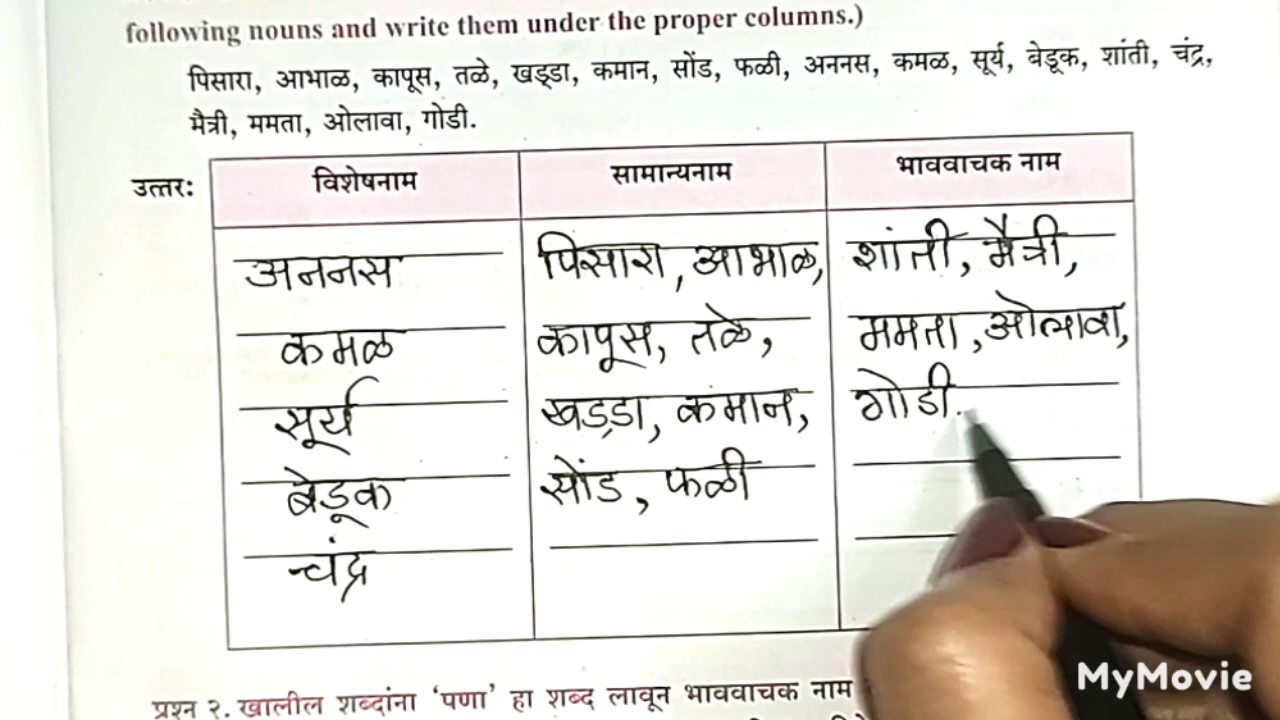 following nouns and write them under the proper columns.)
पिसारा, आभाळ, कापूस, तळे, खड्डा, कमान, सोंड, फळी, अननस, कमळ, सूर्य, बेडूक, शांती, चंद्र,
मैत्री, ममता, ओलावा, गोडी.
उत्तर: विशेषनाम सामान्यनाम भाववाचक नाम
अननस पिसारा, आभाळ, शांती, मैत्री,
कमळ कापूस, तळे, ममता, ओलावा,
सूर्य खड्डा, कमान, गोडी.
बेडूक सोंड, फळी
चंद्र
प्रश्न २. खालील शब्दांना ‘पणा’ हा शब्द लावून भाववाचक नाम
MyMovie